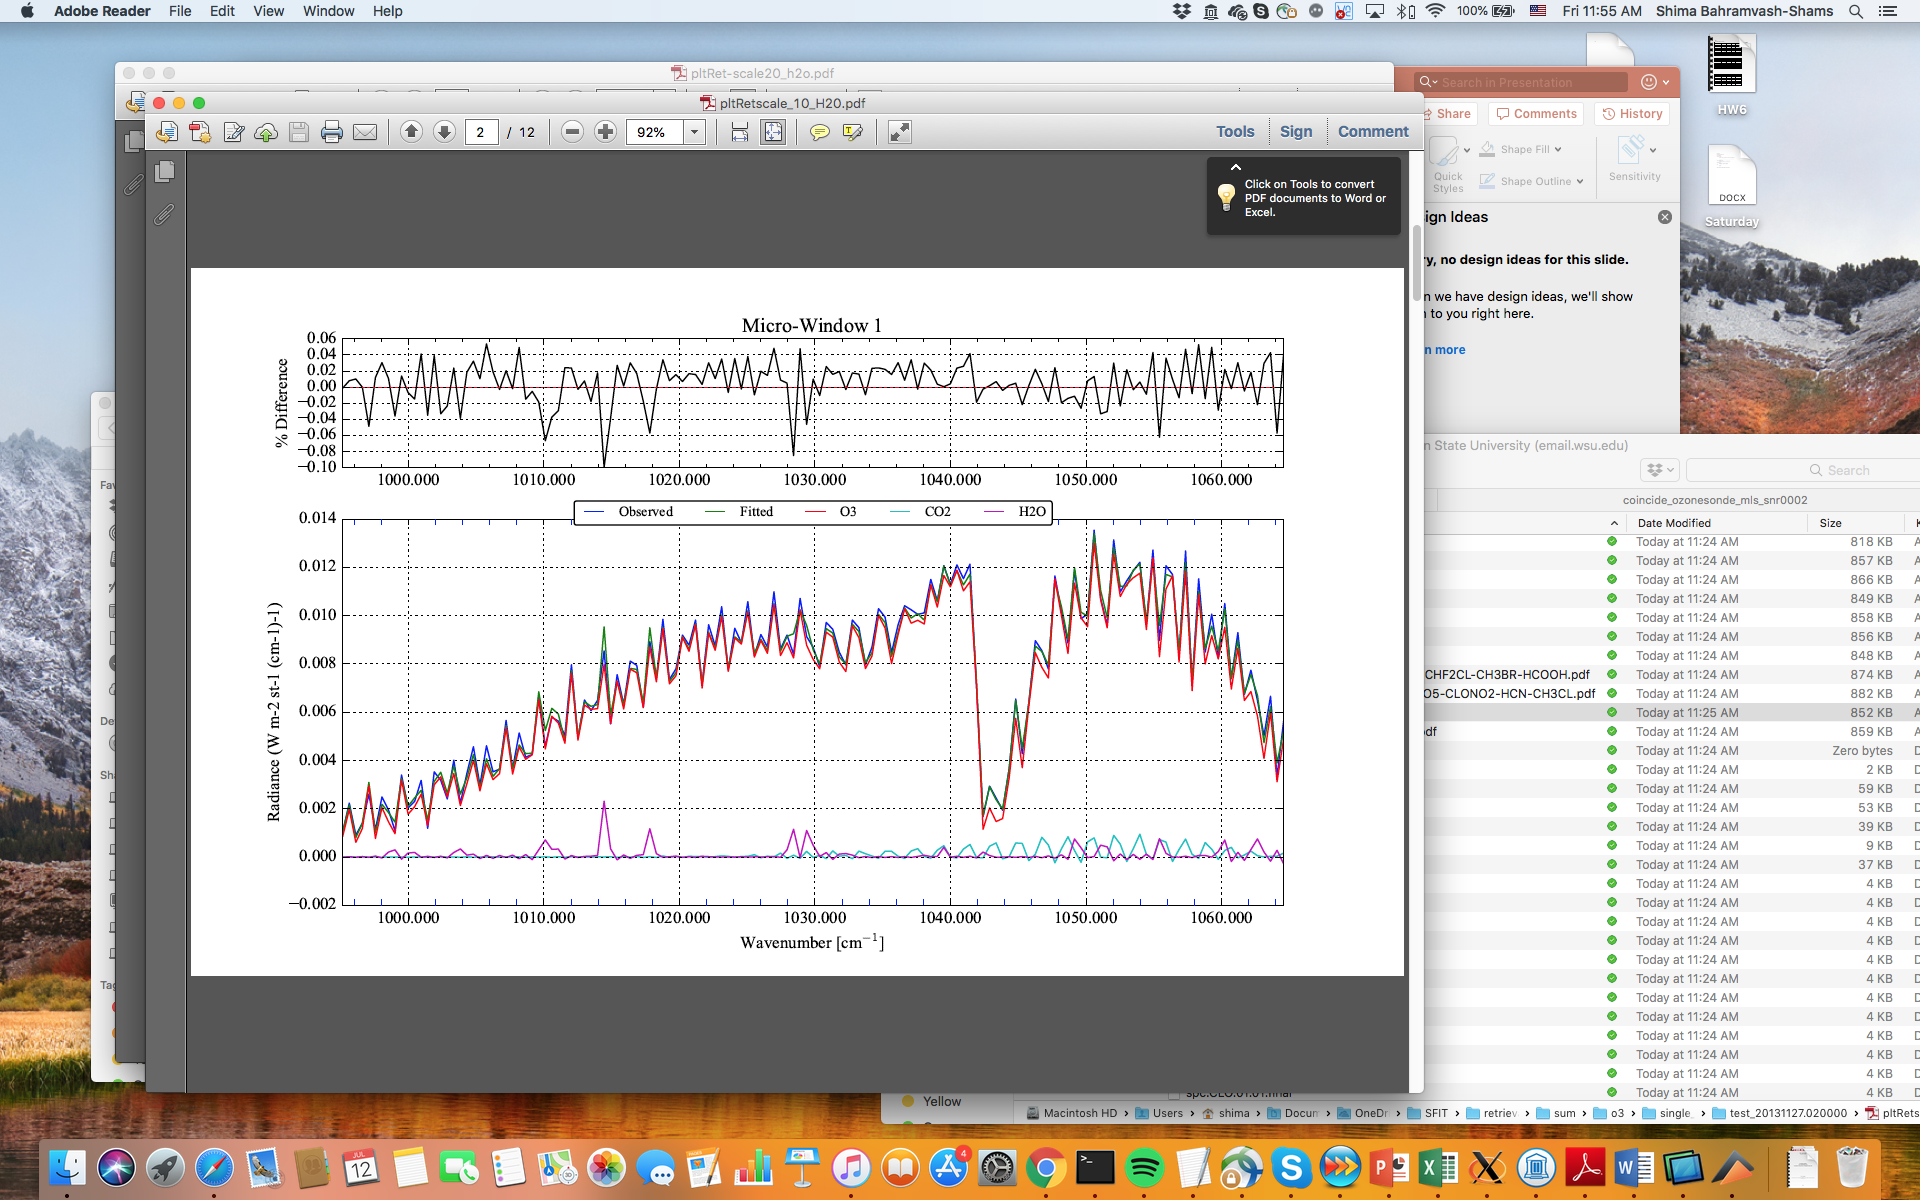 Adobe Reader File Edit View Window Help
100% Fri 11:55 AM Shima Bahramvash-Shams
pltRet-scale20_h2o.pdf
pltRetscale_10_H20.pdf
2 / 12 92% Tools Sign Comment
Click on Tools to convert
PDF documents to Word or
Excel.
Micro-Window 1
% Difference
0.06
0.04
0.02
0.00
−0.02
−0.04
−0.06
−0.08
−0.10
1000.000 1010.000 1020.000 1030.000 1040.000 1050.000 1060.000
Observed Fitted O3 CO2 H2O
Radiance (W m-2 st-1 (cm-1)-1)
0.014
0.012
0.010
0.008
0.006
0.004
0.002
0.000
−0.002
1000.000 1010.000 1020.000 1030.000 1040.000 1050.000 1060.000
Wavenumber [cm⁻¹]
Search in Presentation
Share Comments History
Quick Styles
Shape Fill
Shape Outline
Sensitivity
ign Ideas
y, no design ideas for this slide.
n we have design ideas, we'll show
to you right here.
n more
HW6
DOCX
Saturday
n State University (email.wsu.edu)
Search
coincide_ozonesonde_mls_snr0002
Date Modified Size
Today at 11:24 AM 818 KB
Today at 11:24 AM 857 KB
Today at 11:24 AM 866 KB
Today at 11:24 AM 849 KB
Today at 11:24 AM 858 KB
Today at 11:24 AM 856 KB
Today at 11:24 AM 848 KB
CHF2CL-CH3BR-HCOOH.pdf Today at 11:24 AM 874 KB
O5-CLONO2-HCN-CH3CL.pdf Today at 11:24 AM 882 KB
Today at 11:25 AM 852 KB
df Today at 11:24 AM 859 KB
Today at 11:24 AM Zero bytes
Today at 11:24 AM 2 KB
Today at 11:24 AM 59 KB
Today at 11:24 AM 53 KB
Today at 11:24 AM 39 KB
Today at 11:24 AM 9 KB
Today at 11:24 AM 37 KB
Today at 11:24 AM 4 KB
Today at 11:24 AM 4 KB
Today at 11:24 AM 4 KB
Today at 11:24 AM 4 KB
Today at 11:24 AM 4 KB
Today at 11:24 AM 4 KB
Today at 11:24 AM 4 KB
Today at 11:24 AM 4 KB
Today at 11:24 AM 4 KB
Today at 11:24 AM 4 KB
Today at 11:24 AM 4 KB
Today at 11:24 AM 4 KB
Fav
De
Sha
Tag
Yellow
Macintosh HD › Users › shima › Docun › OneDr › SFIT › retriev › sum › o3 › single_ › test_20131127.020000 › pltRets
JUL 12
4